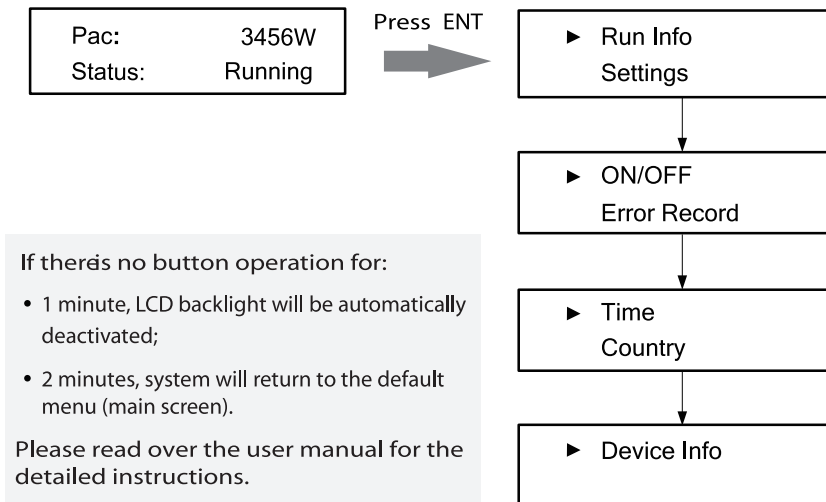 Pac: 3456W
Status: Running
Press ENT
► Run Info
Settings
► ON/OFF
Error Record
► Time
Country
► Device Info
If thereis no button operation for:
• 1 minute, LCD backlight will be automatically
deactivated;
• 2 minutes, system will return to the default
menu (main screen).
Please read over the user manual for the
detailed instructions.